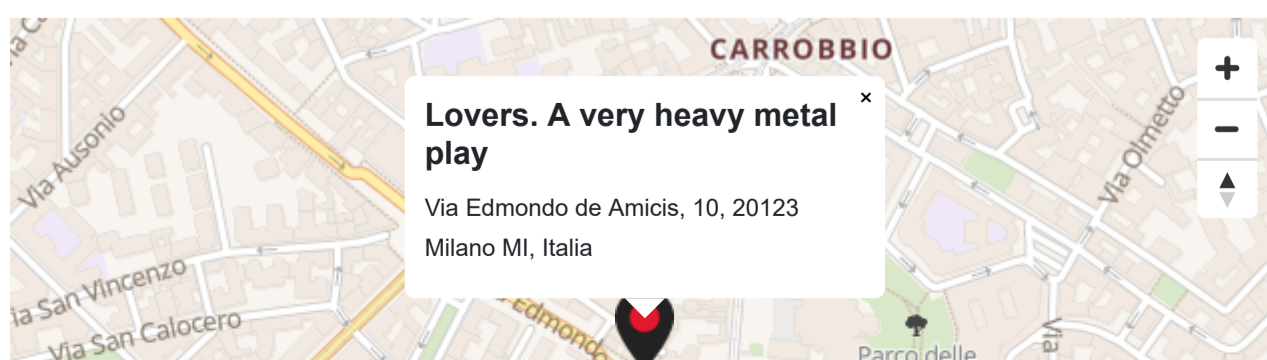 CARROBBIO
Lovers. A very heavy metal
play
×
Via Edmondo de Amicis, 10, 20123
Milano MI, Italia
Via Ausonio
Via Olmetto
ia San Vincenzo
Via San Calocero
Edmondo
Via
Parco delle